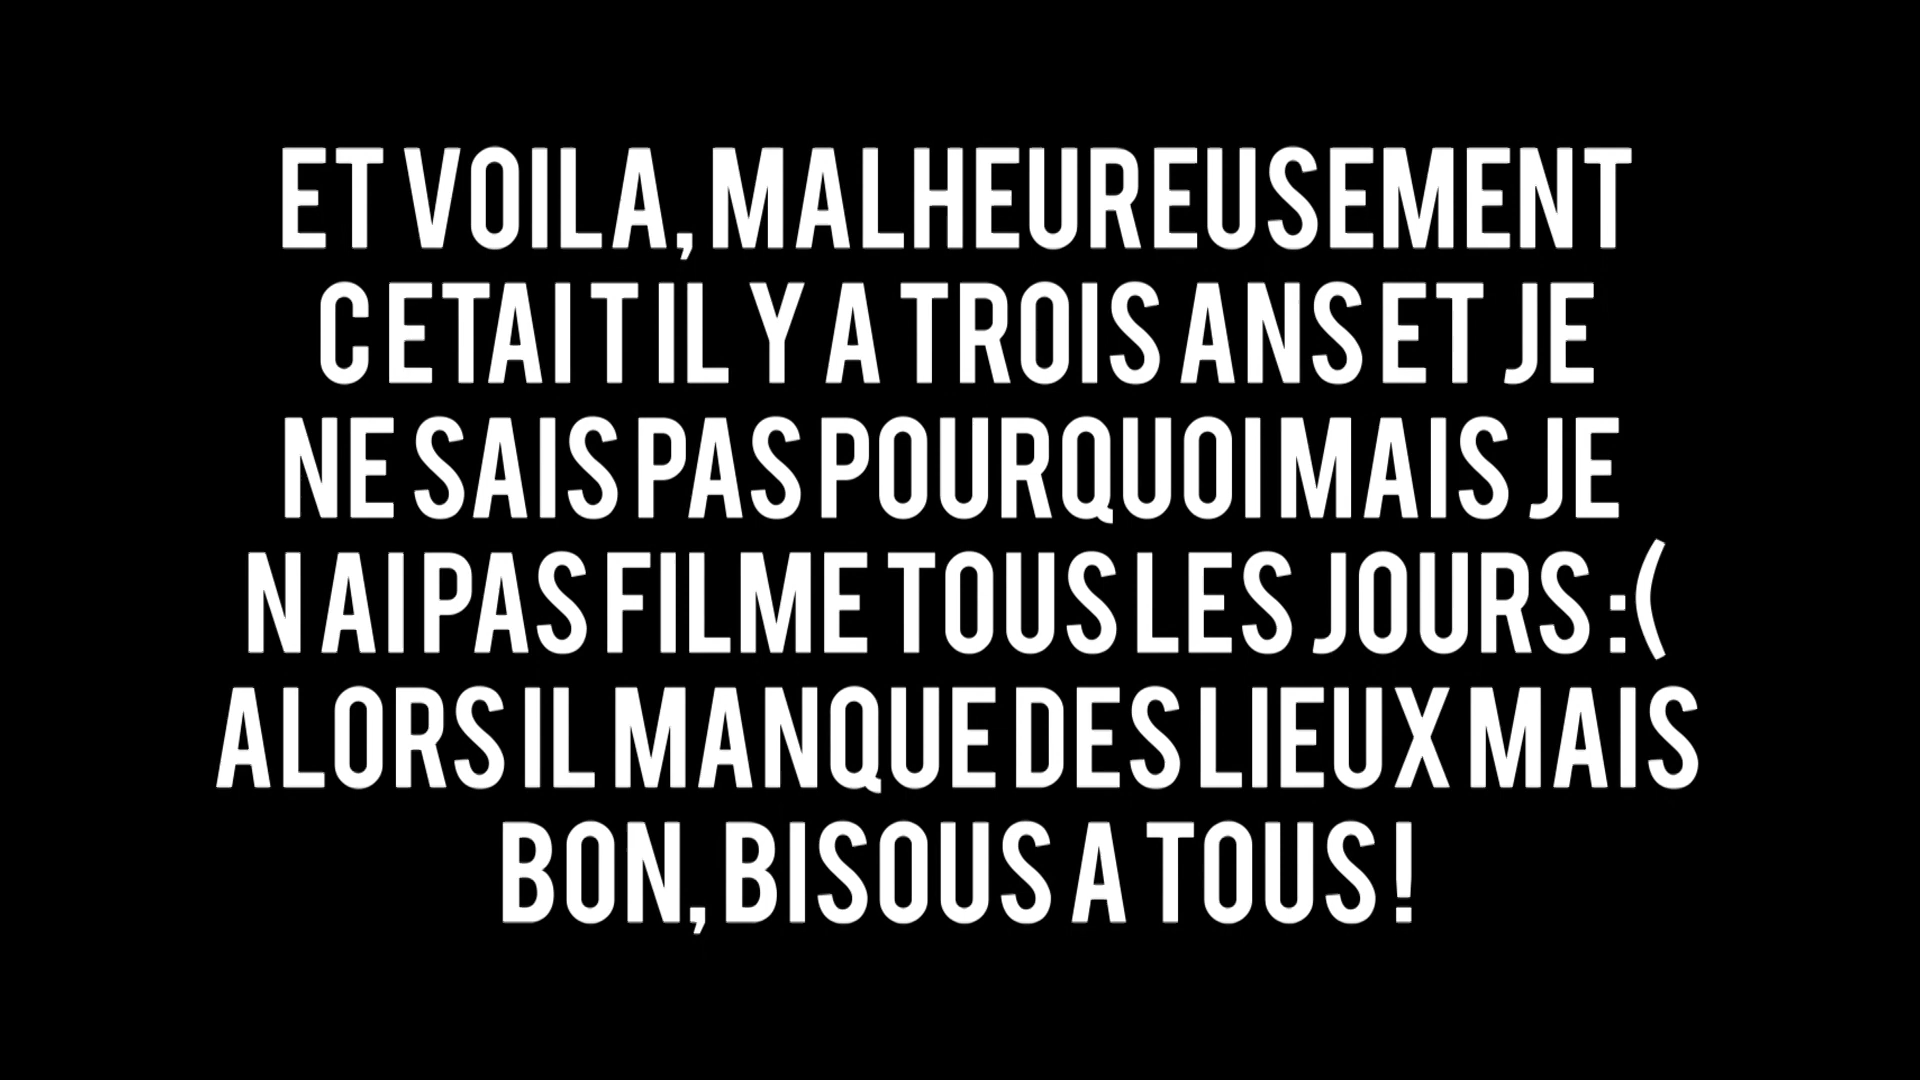 ET VOILA, MALHEUREUSEMENT
C ETAIT IL Y A TROIS ANS ET JE
NE SAIS PAS POURQUOI MAIS JE
N AI PAS FILME TOUS LES JOURS :(
ALORS IL MANQUE DES LIEUX MAIS
BON, BISOUS A TOUS !